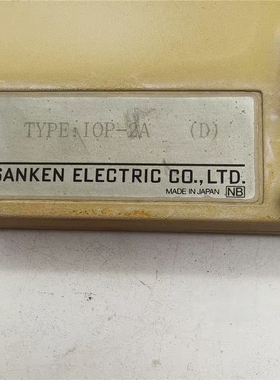 TYPE:IOP-2A (D)
SANKEN ELECTRIC CO.,LTD.
MADE IN JAPAN NB